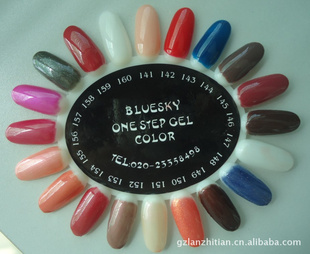 141 142 143 144 145 146 147 148 149 150 151 152 153 154 155 156 157 158 159 160
BLUESKY
ONE STEP GEL
COLOR
TEL:020-23358498
gzlanzhitian.cn.alibaba.com